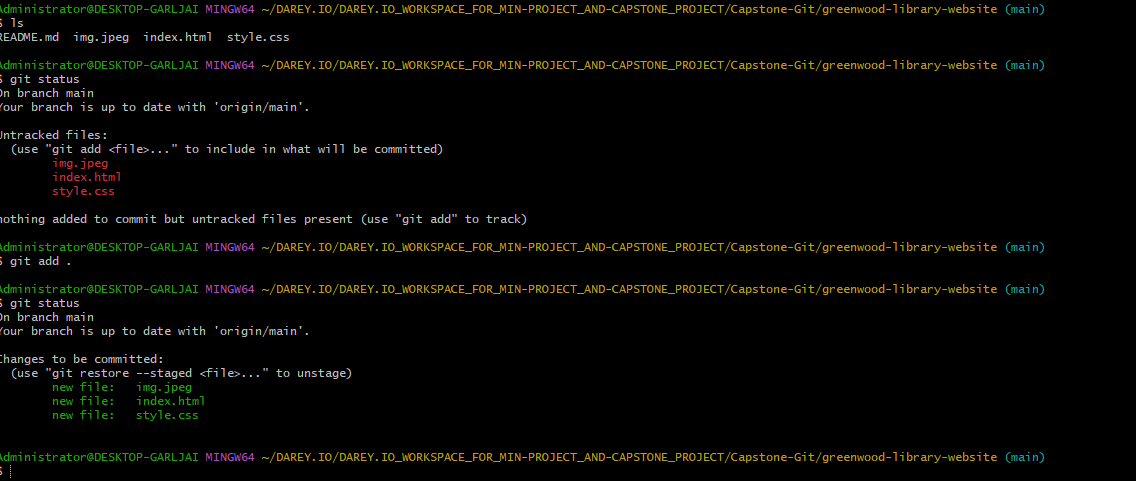 Administrator@DESKTOP-GARLJAI MINGW64 ~/DAREY.IO/DAREY.IO_WORKSPACE_FOR_MIN-PROJECT_AND-CAPSTONE_PROJECT/Capstone-Git/greenwood-library-website (main)
$ ls
README.md  img.jpeg  index.html  style.css
Administrator@DESKTOP-GARLJAI MINGW64 ~/DAREY.IO/DAREY.IO_WORKSPACE_FOR_MIN-PROJECT_AND-CAPSTONE_PROJECT/Capstone-Git/greenwood-library-website (main)
$ git status
On branch main
Your branch is up to date with 'origin/main'.
Untracked files:
  (use "git add <file>..." to include in what will be committed)
        img.jpeg
        index.html
        style.css
nothing added to commit but untracked files present (use "git add" to track)
Administrator@DESKTOP-GARLJAI MINGW64 ~/DAREY.IO/DAREY.IO_WORKSPACE_FOR_MIN-PROJECT_AND-CAPSTONE_PROJECT/Capstone-Git/greenwood-library-website (main)
$ git add .
Administrator@DESKTOP-GARLJAI MINGW64 ~/DAREY.IO/DAREY.IO_WORKSPACE_FOR_MIN-PROJECT_AND-CAPSTONE_PROJECT/Capstone-Git/greenwood-library-website (main)
$ git status
On branch main
Your branch is up to date with 'origin/main'.
Changes to be committed:
  (use "git restore --staged <file>..." to unstage)
        new file:   img.jpeg
        new file:   index.html
        new file:   style.css
Administrator@DESKTOP-GARLJAI MINGW64 ~/DAREY.IO/DAREY.IO_WORKSPACE_FOR_MIN-PROJECT_AND-CAPSTONE_PROJECT/Capstone-Git/greenwood-library-website (main)
$